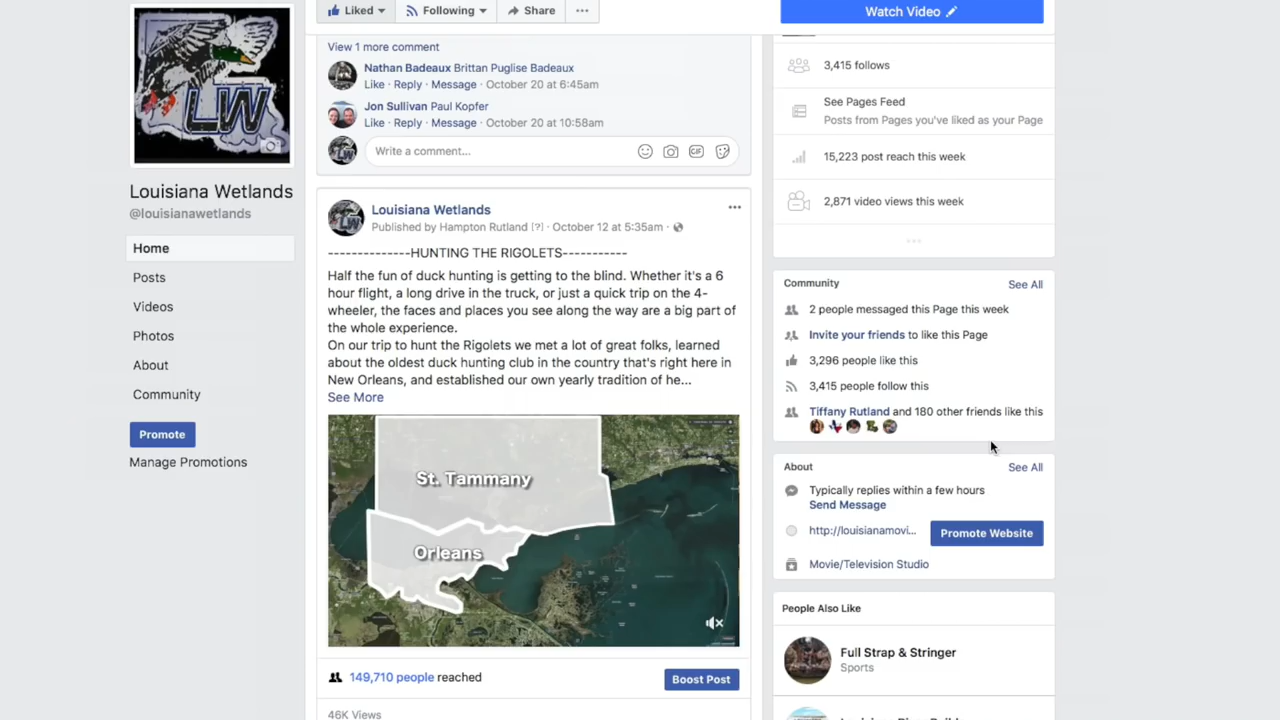 Liked
Following
Share
Watch Video
LW
Louisiana Wetlands
@louisianawetlands
Home
Posts
Videos
Photos
About
Community
Promote
Manage Promotions
View 1 more comment
Nathan Badeaux Brittan Puglise Badeaux
Like · Reply · Message · October 20 at 6:45am
Jon Sullivan Paul Kopfer
Like · Reply · Message · October 20 at 10:58am
Write a comment...
GIF
Louisiana Wetlands
Published by Hampton Rutland [?] · October 12 at 5:35am ·
--------------HUNTING THE RIGOLETS-----------
Half the fun of duck hunting is getting to the blind. Whether it's a 6
hour flight, a long drive in the truck, or just a quick trip on the 4-
wheeler, the faces and places you see along the way are a big part of
the whole experience.
On our trip to hunt the Rigolets we met a lot of great folks, learned
about the oldest duck hunting club in the country that's right here in
New Orleans, and established our own yearly tradition of he...
See More
St. Tammany
Orleans
149,710 people reached
Boost Post
46K Views
3,415 follows
See Pages Feed
Posts from Pages you've liked as your Page
15,223 post reach this week
2,871 video views this week
Community
See All
2 people messaged this Page this week
Invite your friends to like this Page
3,296 people like this
3,415 people follow this
Tiffany Rutland and 180 other friends like this
About
See All
Typically replies within a few hours
Send Message
http://louisianamovi...
Promote Website
Movie/Television Studio
People Also Like
Full Strap & Stringer
Sports